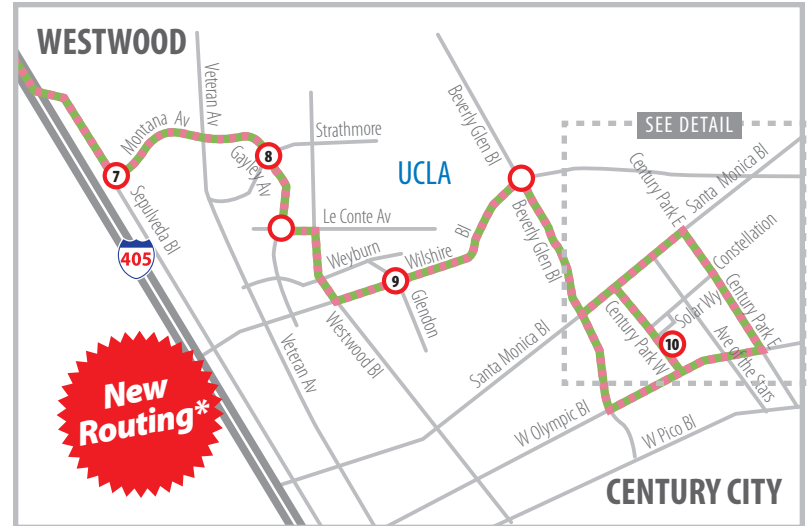 WESTWOOD
Veteran Av
Beverly Glen Bl
SEE DETAIL
Montana Av
Strathmore
8
Gayley Av
UCLA
Century Park E
Santa Monica Bl
7
Sepulveda Bl
Le Conte Av
Beverly Glen Bl
405
Weyburn
Wilshire Bl
Constellation
9
Glendon
Solar Wy
Century Park E
Century Park W
10
Ave of the Stars
Veteran Av
Westwood Bl
Santa Monica Bl
New
Routing*
W Olympic Bl
W Pico Bl
CENTURY CITY